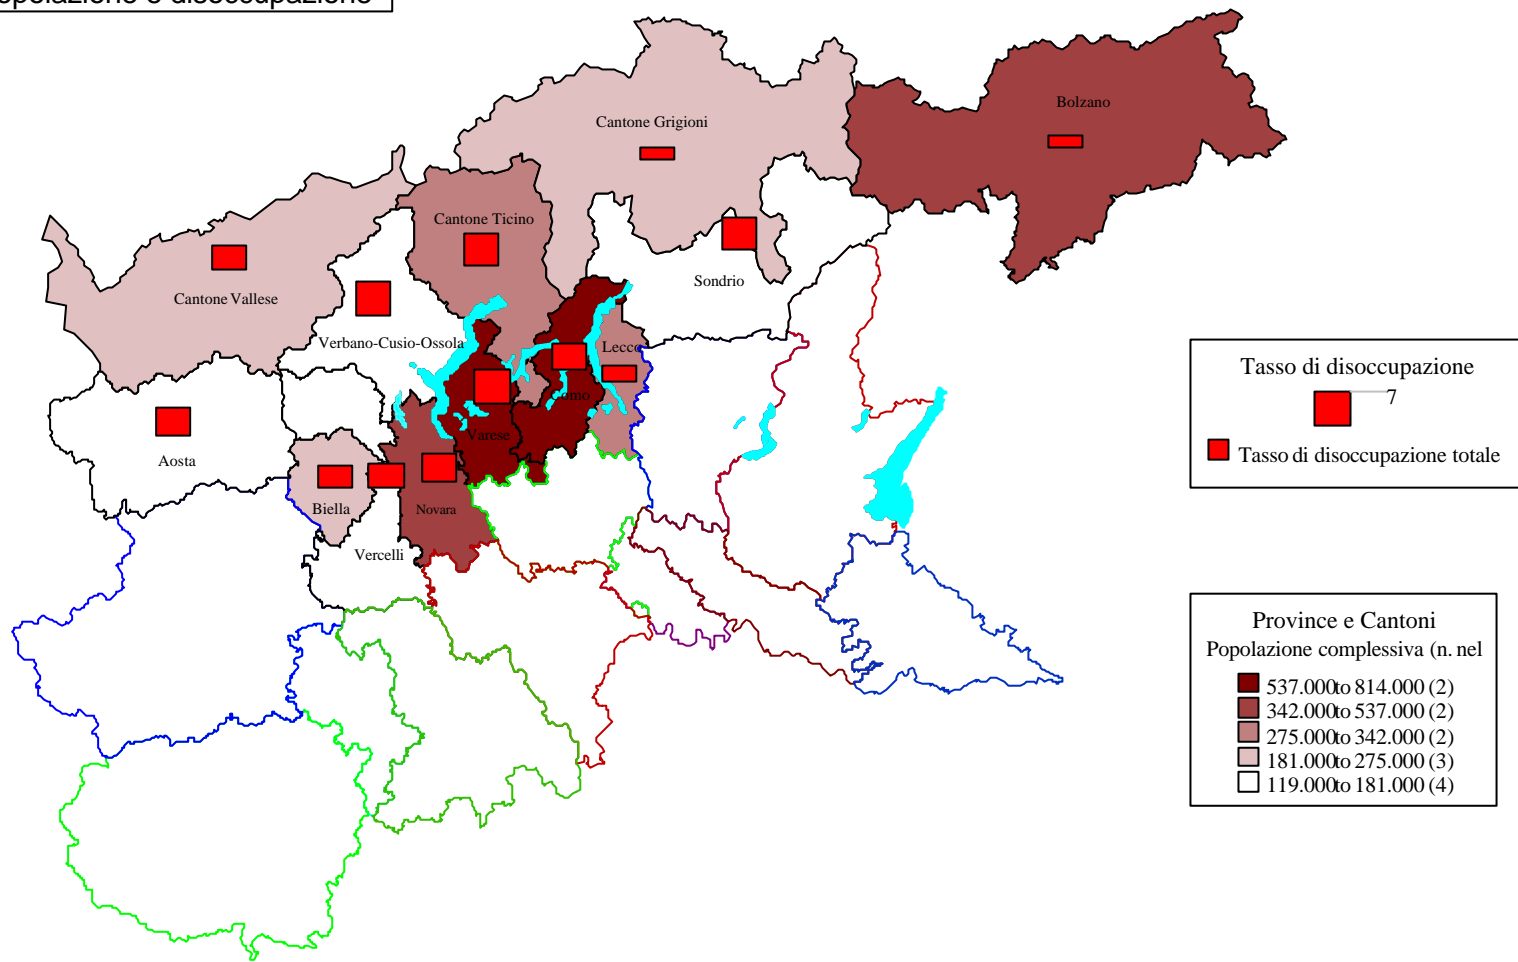 e disoccupazione
Bolzano
Cantone Grigioni
Cantone Ticino
Sondrio
Cantone Vallese
Verbano-Cusio-Ossola
Lecco
Como
Varese
Aosta
Biella
Novara
Vercelli
Tasso di disoccupazione
7
Tasso di disoccupazione totale
Province e Cantoni
Popolazione complessiva (n. nel
537.000to 814.000 (2)
342.000to 537.000 (2)
275.000to 342.000 (2)
181.000to 275.000 (3)
119.000to 181.000 (4)